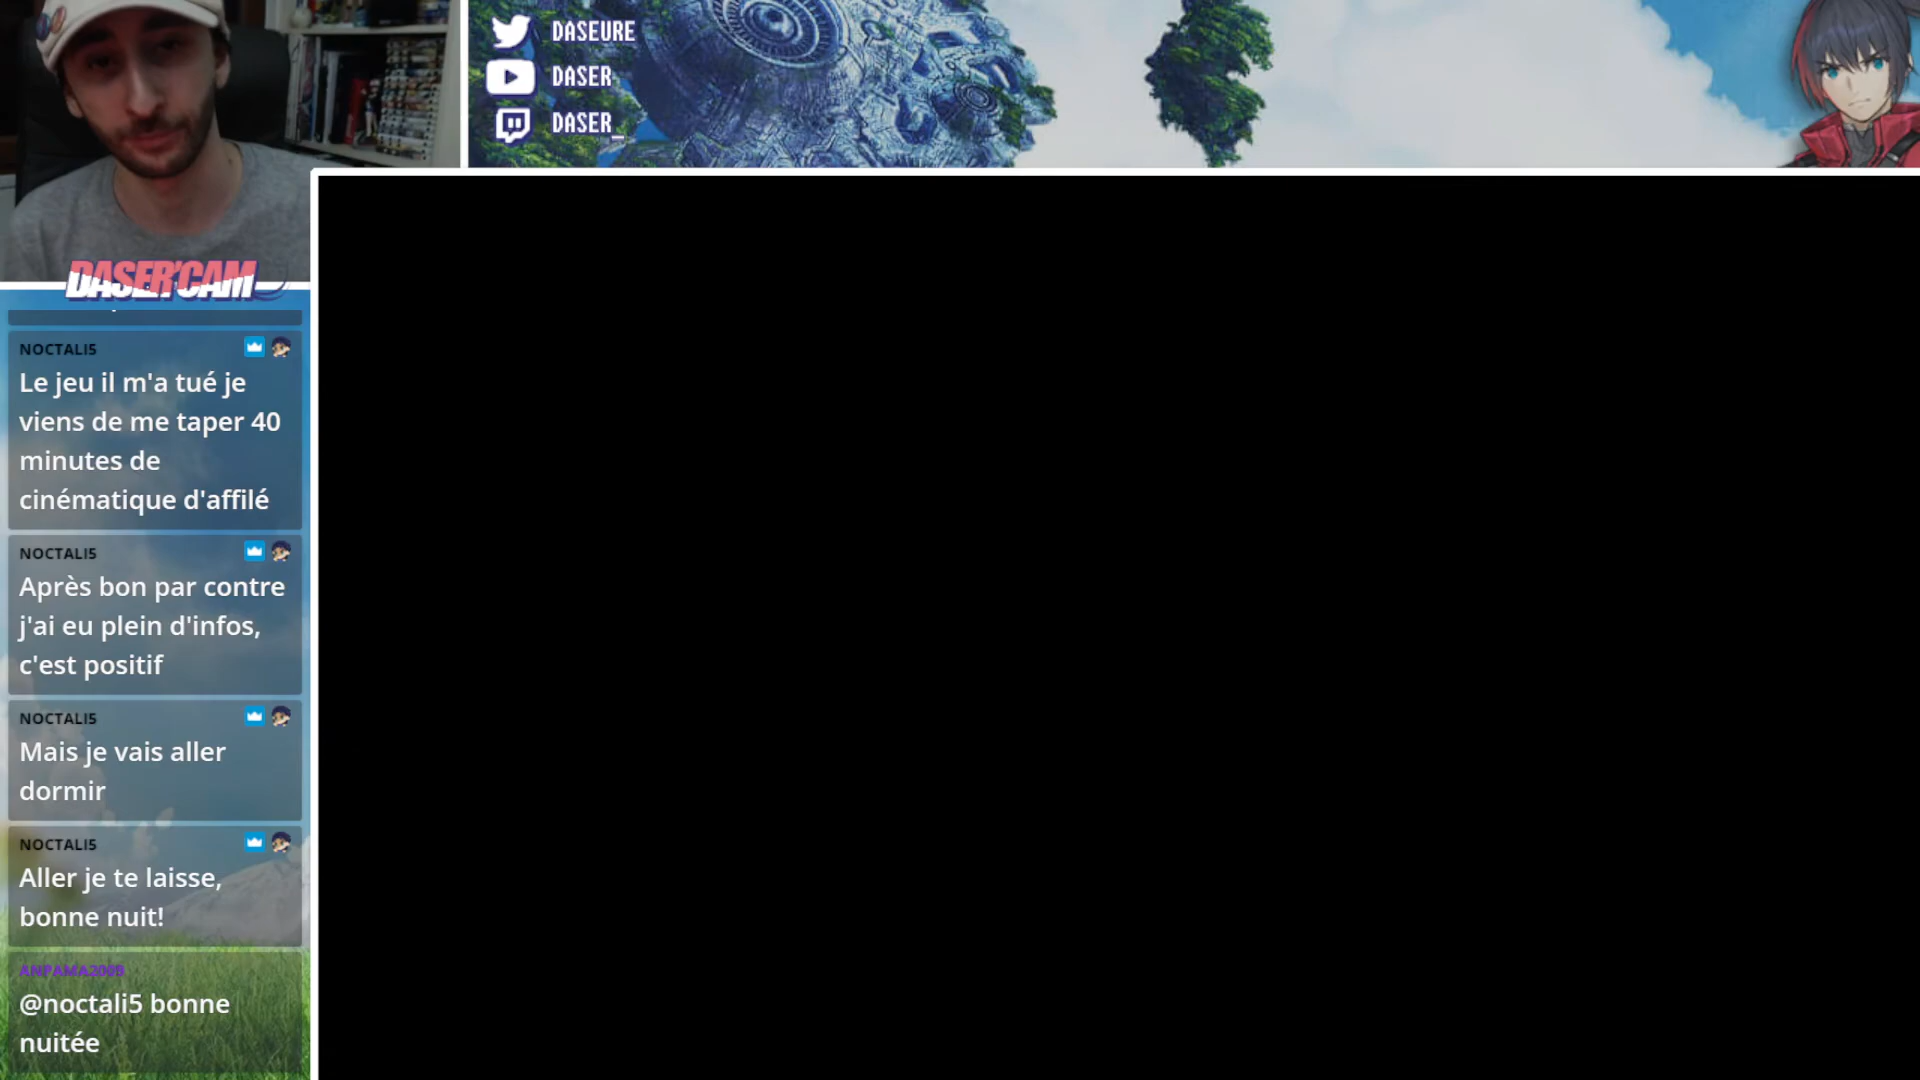 DASEURE
DASER
DASER_
DASER'CAM
NOCTALI5
Le jeu il m'a tué je
viens de me taper 40
minutes de
cinématique d'affilé
NOCTALI5
Après bon par contre
j'ai eu plein d'infos,
c'est positif
NOCTALI5
Mais je vais aller
dormir
NOCTALI5
Aller je te laisse,
bonne nuit!
ANPAMA2009
@noctali5 bonne
nuitée